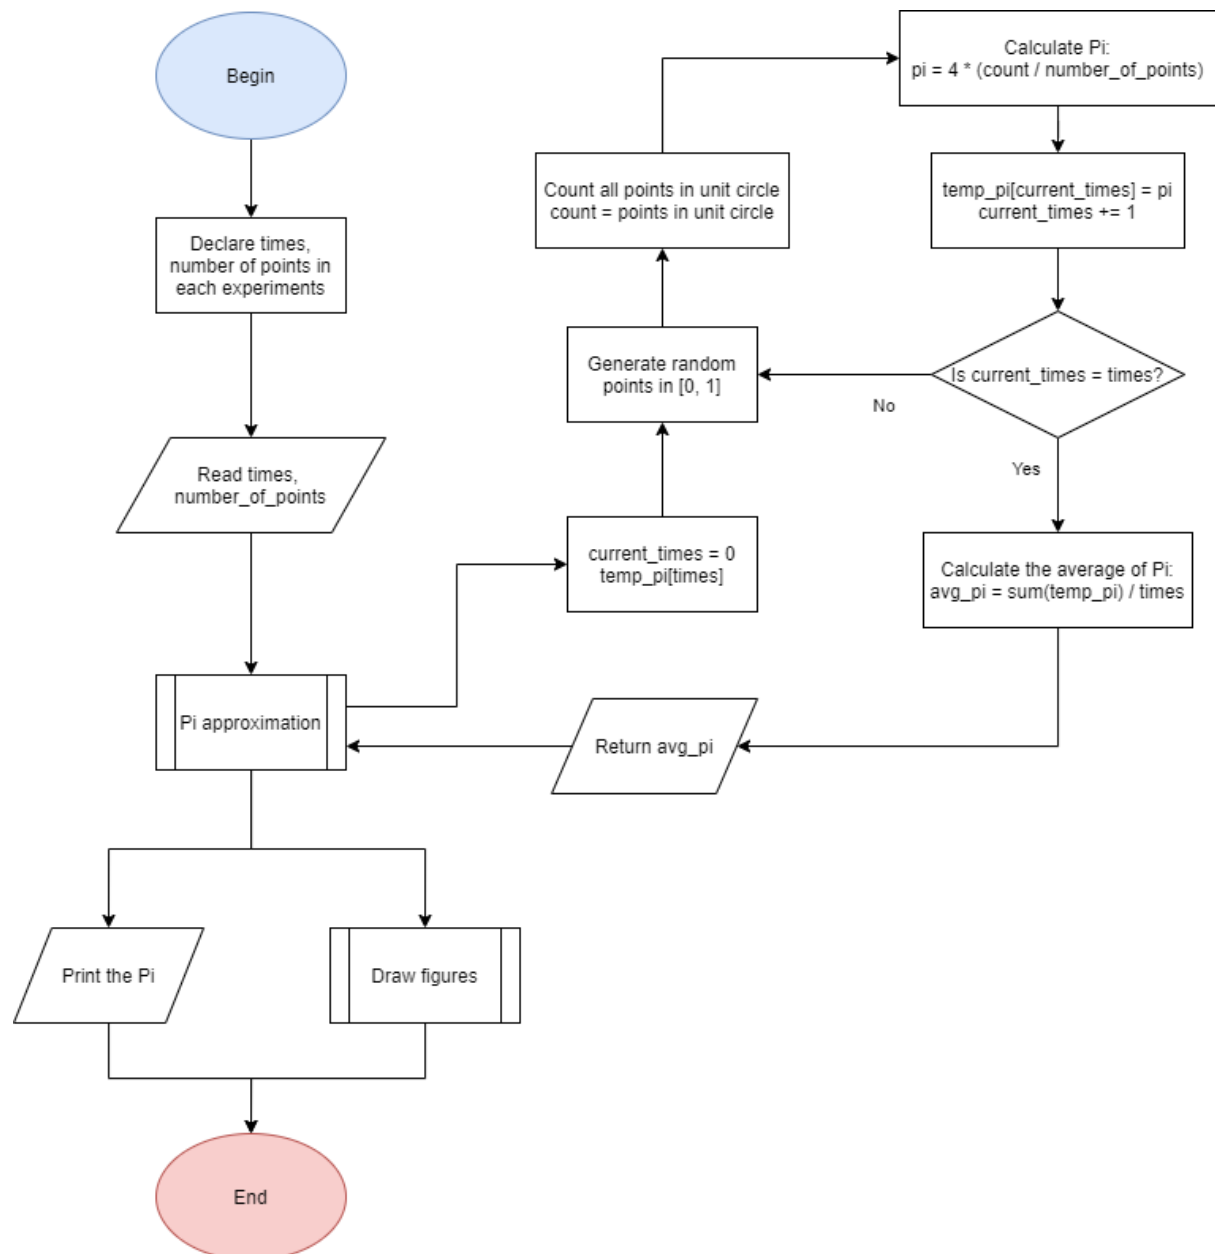 Begin
Declare times,
number of points in
each experiments
Read times,
number_of_points
Pi approximation
current_times = 0
temp_pi[times]
Generate random
points in [0, 1]
Count all points in unit circle
count = points in unit circle
Calculate Pi:
pi = 4 * (count / number_of_points)
temp_pi[current_times] = pi
current_times += 1
Is current_times = times?
No
Yes
Calculate the average of Pi:
avg_pi = sum(temp_pi) / times
Return avg_pi
Print the Pi
Draw figures
End